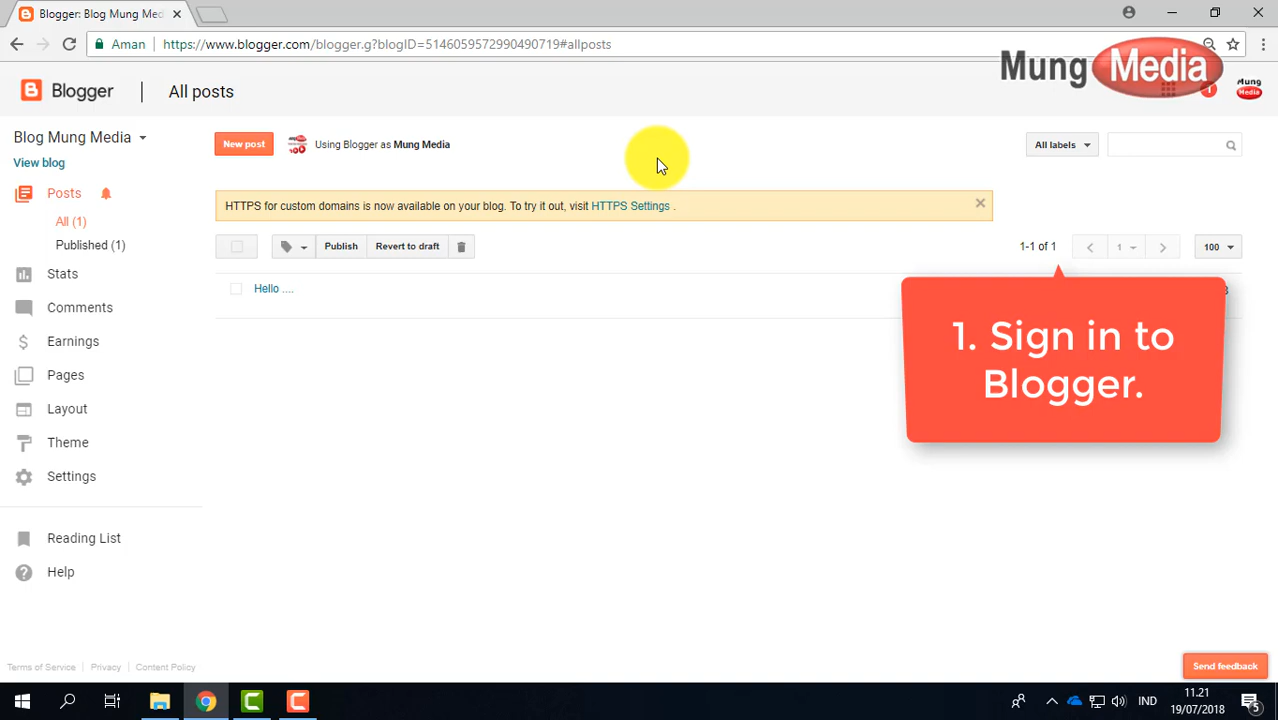 Blogger: Blog Mung Med
Aman
https://www.blogger.com/blogger.g?blogID=5146059572990490719#allposts
Mung Media
Blogger
All posts
Mung Media
Blog Mung Media
View blog
New post
Using Blogger as Mung Media
All labels
Posts
All (1)
Published (1)
Stats
Comments
Earnings
Pages
Layout
Theme
Settings
Reading List
Help
HTTPS for custom domains is now available on your blog. To try it out, visit HTTPS Settings .
Publish
Revert to draft
1-1 of 1
1
100
Hello ....
1. Sign in to
Blogger.
Terms of Service
Privacy
Content Policy
Send feedback
IND
11.21
19/07/2018
5